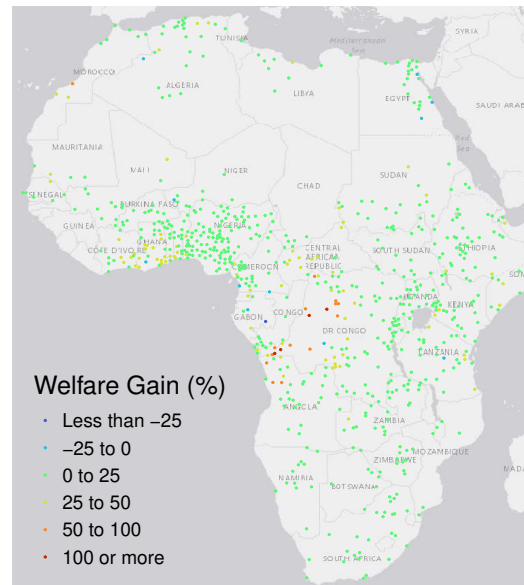 Mediterranean
Sea
SYRIA
TUNISIA
MOROCCO
ALGERIA
LIBYA
EGYPT
SAUDI ARAB
Red
Sea
MAURITANIA
MALI
NIGER
CHAD
SUDAN
SENEGAL
BURKINA FASO
GUINEA
NIGERIA
GHANA
CÔTE D'IVOIRE
CENTRAL
AFRICAN
REPUBLIC
SOUTH SUDAN
ETHIOPIA
CAMEROON
SOM
UGANDA
KENYA
GABON
CONGO
DR CONGO
TANZANIA
ANGOLA
ZAMBIA
MOZAMBIQUE
ZIMBABWE
MADA
NAMIBIA
BOTSWANA
SOUTH AFRICA
Welfare Gain (%)
Less than −25
−25 to 0
0 to 25
25 to 50
50 to 100
100 or more